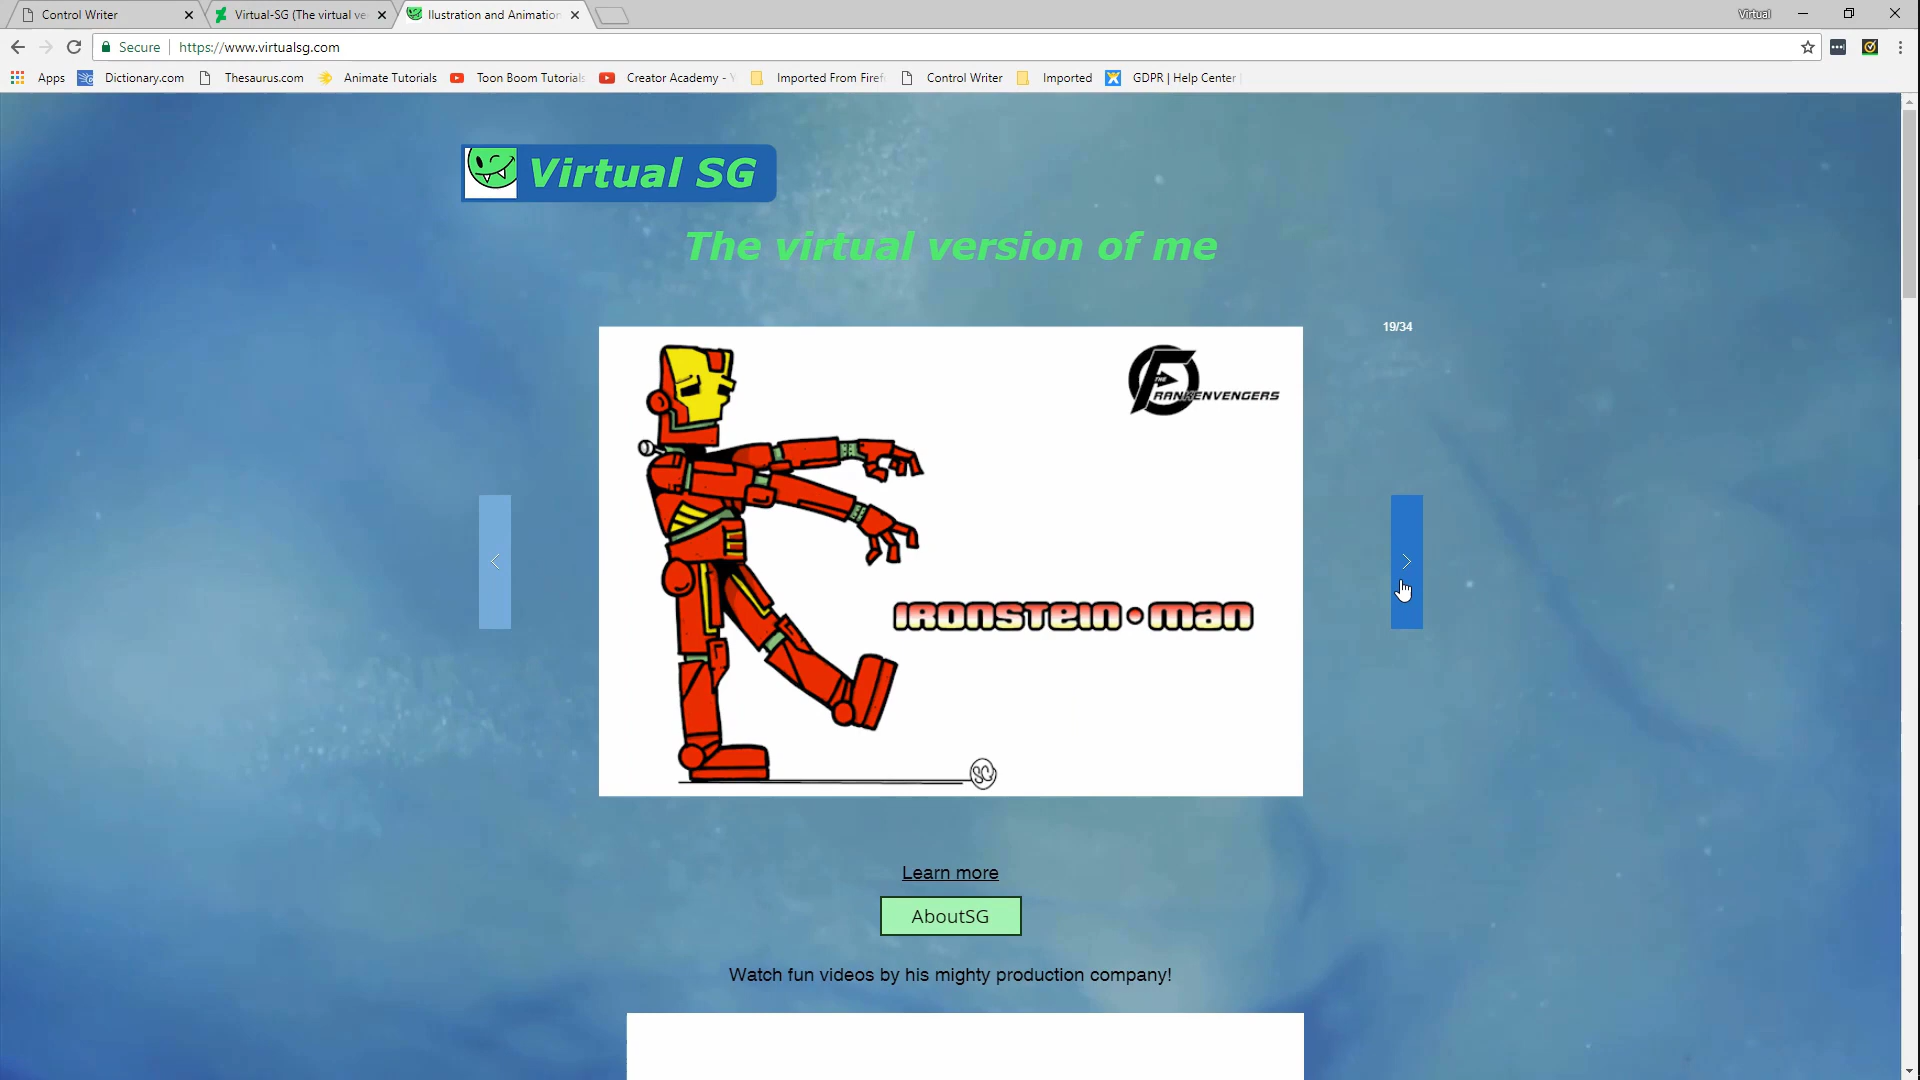 Control Writer
Virtual-SG (The virtual ve
Ilustration and Animation
Virtual
Secure
https://www.virtualsg.com
Apps
Dictionary.com
Thesaurus.com
Animate Tutorials
Toon Boom Tutorials
Creator Academy -
Imported From Firef
Control Writer
Imported
GDPR | Help Center
Virtual SG
The virtual version of me
19/34
THE
FRANKENVENGERS
IRONSTEIN•MAN
SG
Learn more
AboutSG
Watch fun videos by his mighty production company!